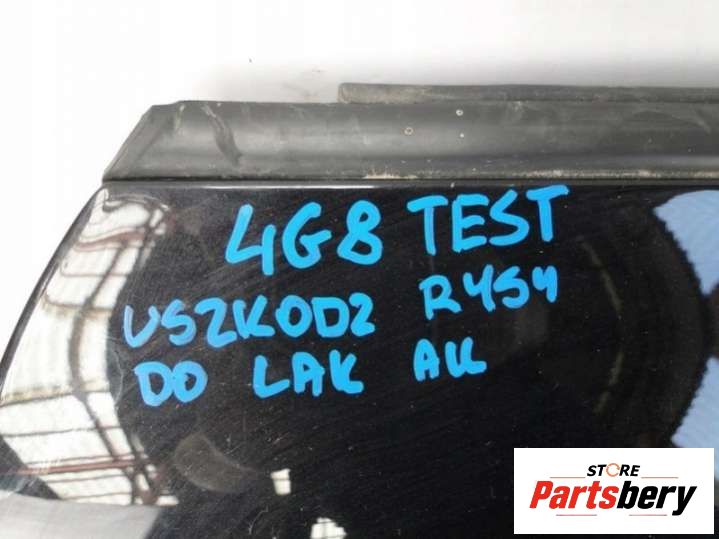 4G8 TEST
USZKODZ RYSY
DO LAK AK
STORE
Partsbery